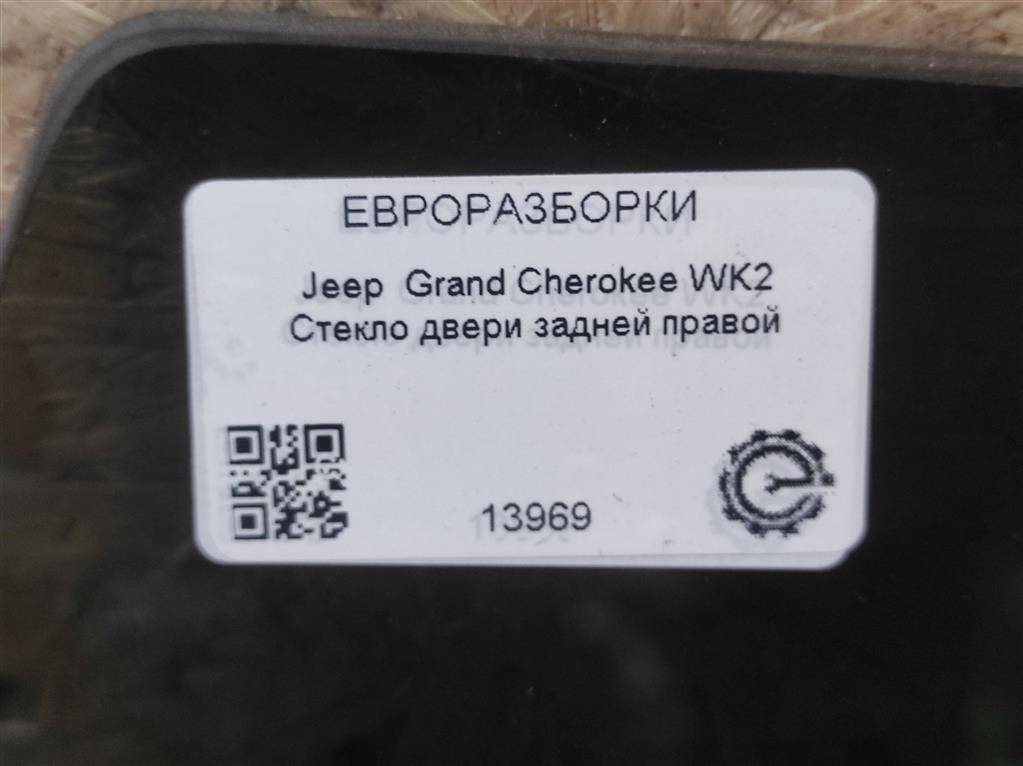 ЕВРОРАЗБОРКИ
Jeep Grand Cherokee WK2
Стекло двери задней правой
13969